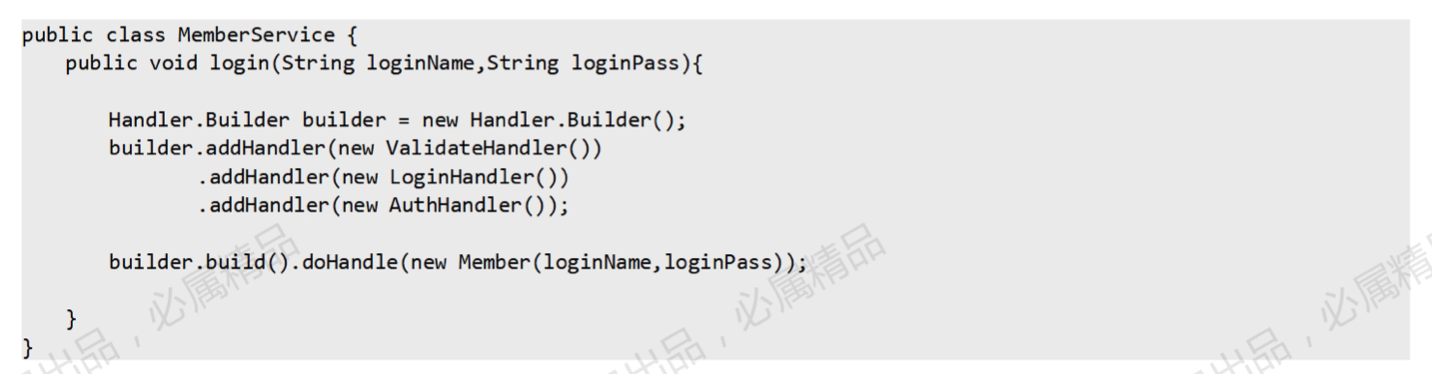 public class MemberService {
    public void login(String loginName,String loginPass){
        Handler.Builder builder = new Handler.Builder();
        builder.addHandler(new ValidateHandler())
                .addHandler(new LoginHandler())
                .addHandler(new AuthHandler());
        builder.build().doHandle(new Member(loginName,loginPass));
    }
}
出品,必属精品
出品,必属精品
出品,必属精